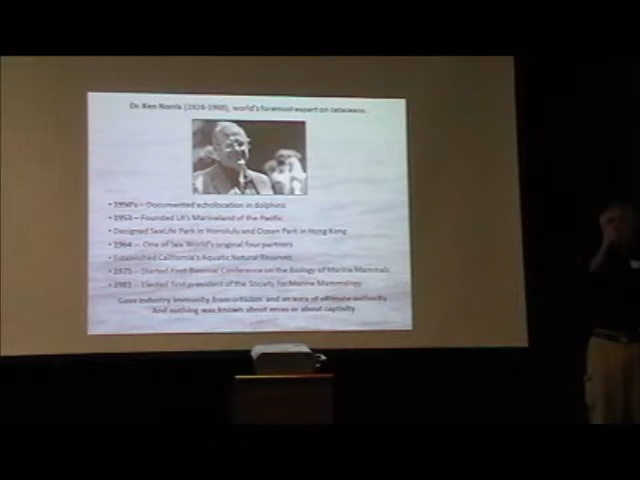 Dr. Ken Norris (1924-1998), world's foremost expert on cetaceans.
• 1950's – Documented echolocation in dolphins
• 1953 – Founded LA's Marineland of the Pacific
• Designed SeaLife Park in Honolulu and Ocean Park in Hong Kong
• 1964 – One of Sea World's original four partners
• Established California's Aquatic Natural Reserves
• 1975 – Started First Biennial Conference on the Biology of Marine Mammals
• 1981 – Elected first president of the Society for Marine Mammalogy
Gave industry immunity from criticism and an aura of ultimate authority
And nothing was known about orcas or about captivity